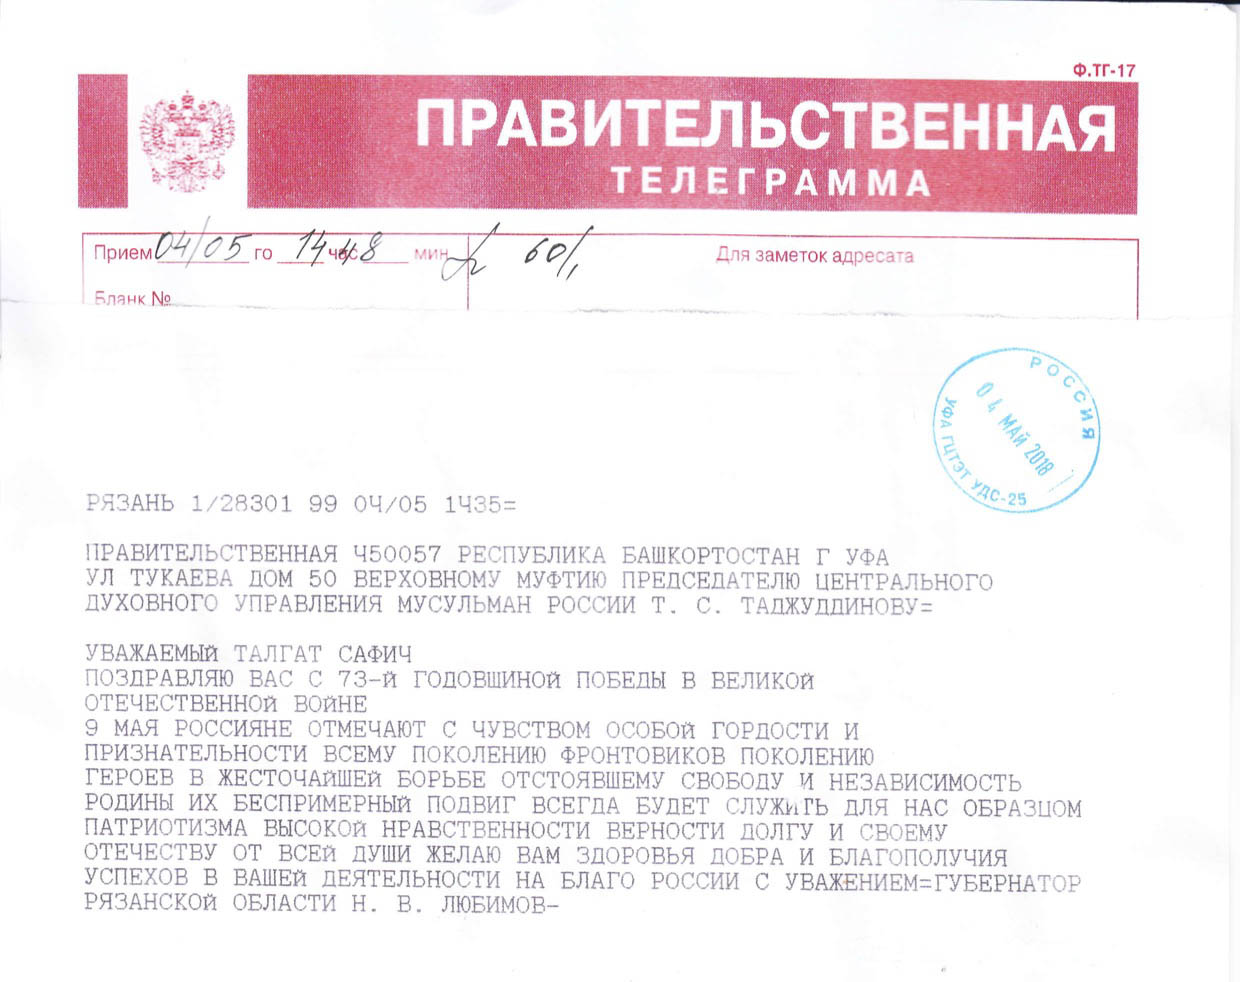 Ф.ТГ-17
ПРАВИТЕЛЬСТВЕННАЯ
ТЕЛЕГРАММА
Прием 04/05 го 14 час 48 мин
60/1
Для заметок адресата
Бланк №
РОССИЯ
04 МАЙ 2018
УФА ГЦТЭТ УДС-25
РЯЗАНЬ 1/28301 99 0Ч/05 1Ч35=
ПРАВИТЕЛЬСТВЕННАЯ Ч50057 РЕСПУБЛИКА БАШКОРТОСТАН Г УФА
УЛ ТУКАЕВА ДОМ 50 ВЕРХОВНОМУ МУФТИЮ ПРЕДСЕДАТЕЛЮ ЦЕНТРАЛЬНОГО
ДУХОВНОГО УПРАВЛЕНИЯ МУСУЛЬМАН РОССИИ Т. С. ТАДЖУДДИНОВУ=
УВАЖАЕМЫЙ ТАЛГАТ САФИЧ
ПОЗДРАВЛЯЮ ВАС С 73-Й ГОДОВЩИНОЙ ПОБЕДЫ В ВЕЛИКОЙ
ОТЕЧЕСТВЕННОЙ ВОЙНЕ
9 МАЯ РОССИЯНЕ ОТМЕЧАЮТ С ЧУВСТВОМ ОСОБОЙ ГОРДОСТИ И
ПРИЗНАТЕЛЬНОСТИ ВСЕМУ ПОКОЛЕНИЮ ФРОНТОВИКОВ ПОКОЛЕНИЮ
ГЕРОЕВ В ЖЕСТОЧАЙШЕЙ БОРЬБЕ ОТСТОЯВШЕМУ СВОБОДУ И НЕЗАВИСИМОСТЬ
РОДИНЫ ИХ БЕСПРИМЕРНЫЙ ПОДВИГ ВСЕГДА БУДЕТ СЛУЖИТЬ ДЛЯ НАС ОБРАЗЦОМ
ПАТРИОТИЗМА ВЫСОКОЙ НРАВСТВЕННОСТИ ВЕРНОСТИ ДОЛГУ И СВОЕМУ
ОТЕЧЕСТВУ ОТ ВСЕЙ ДУШИ ЖЕЛАЮ ВАМ ЗДОРОВЬЯ ДОБРА И БЛАГОПОЛУЧИЯ
УСПЕХОВ В ВАШЕЙ ДЕЯТЕЛЬНОСТИ НА БЛАГО РОССИИ С УВАЖЕНИЕМ=ГУБЕРНАТОР
РЯЗАНСКОЙ ОБЛАСТИ Н. В. ЛЮБИМОВ-